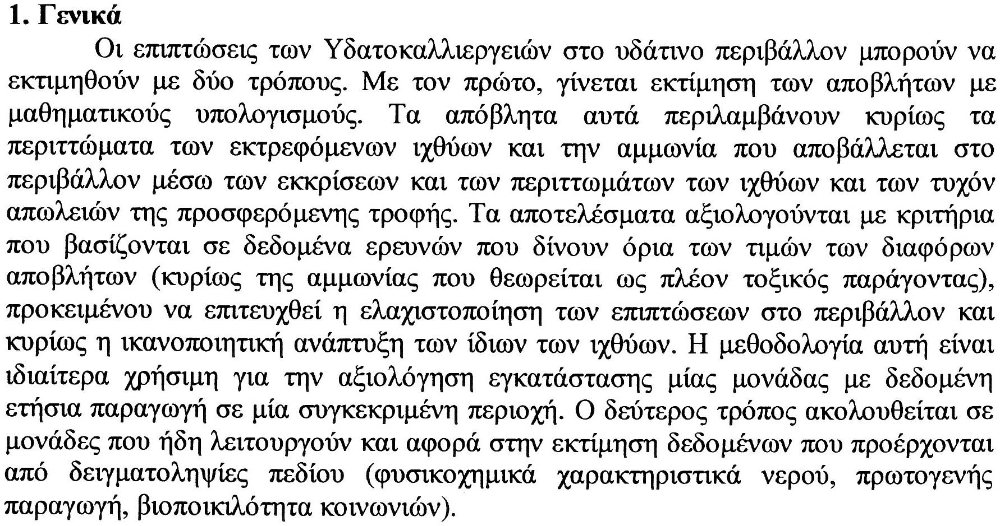 1. Γενικά
Οι επιπτώσεις των Υδατοκαλλιεργειών στο υδάτινο περιβάλλον μπορούν να
εκτιμηθούν με δύο τρόπους. Με τον πρώτο, γίνεται εκτίμηση των αποβλήτων με
μαθηματικούς υπολογισμούς. Τα απόβλητα αυτά περιλαμβάνουν κυρίως τα
περιττώματα των εκτρεφόμενων ιχθύων και την αμμωνία που αποβάλλεται στο
περιβάλλον μέσω των εκκρίσεων και των περιττωμάτων των ιχθύων και των τυχόν
απωλειών της προσφερόμενης τροφής. Τα αποτελέσματα αξιολογούνται με κριτήρια
που βασίζονται σε δεδομένα ερευνών που δίνουν όρια των τιμών των διαφόρων
αποβλήτων (κυρίως της αμμωνίας που θεωρείται ως πλέον τοξικός παράγοντας),
προκειμένου να επιτευχθεί η ελαχιστοποίηση των επιπτώσεων στο περιβάλλον και
κυρίως η ικανοποιητική ανάπτυξη των ίδιων των ιχθύων. Η μεθοδολογία αυτή είναι
ιδιαίτερα χρήσιμη για την αξιολόγηση εγκατάστασης μίας μονάδας με δεδομένη
ετήσια παραγωγή σε μία συγκεκριμένη περιοχή. Ο δεύτερος τρόπος ακολουθείται σε
μονάδες που ήδη λειτουργούν και αφορά στην εκτίμηση δεδομένων που προέρχονται
από δειγματοληψίες πεδίου (φυσικοχημικά χαρακτηριστικά νερού, πρωτογενής
παραγωγή, βιοποικιλότητα κοινωνιών).